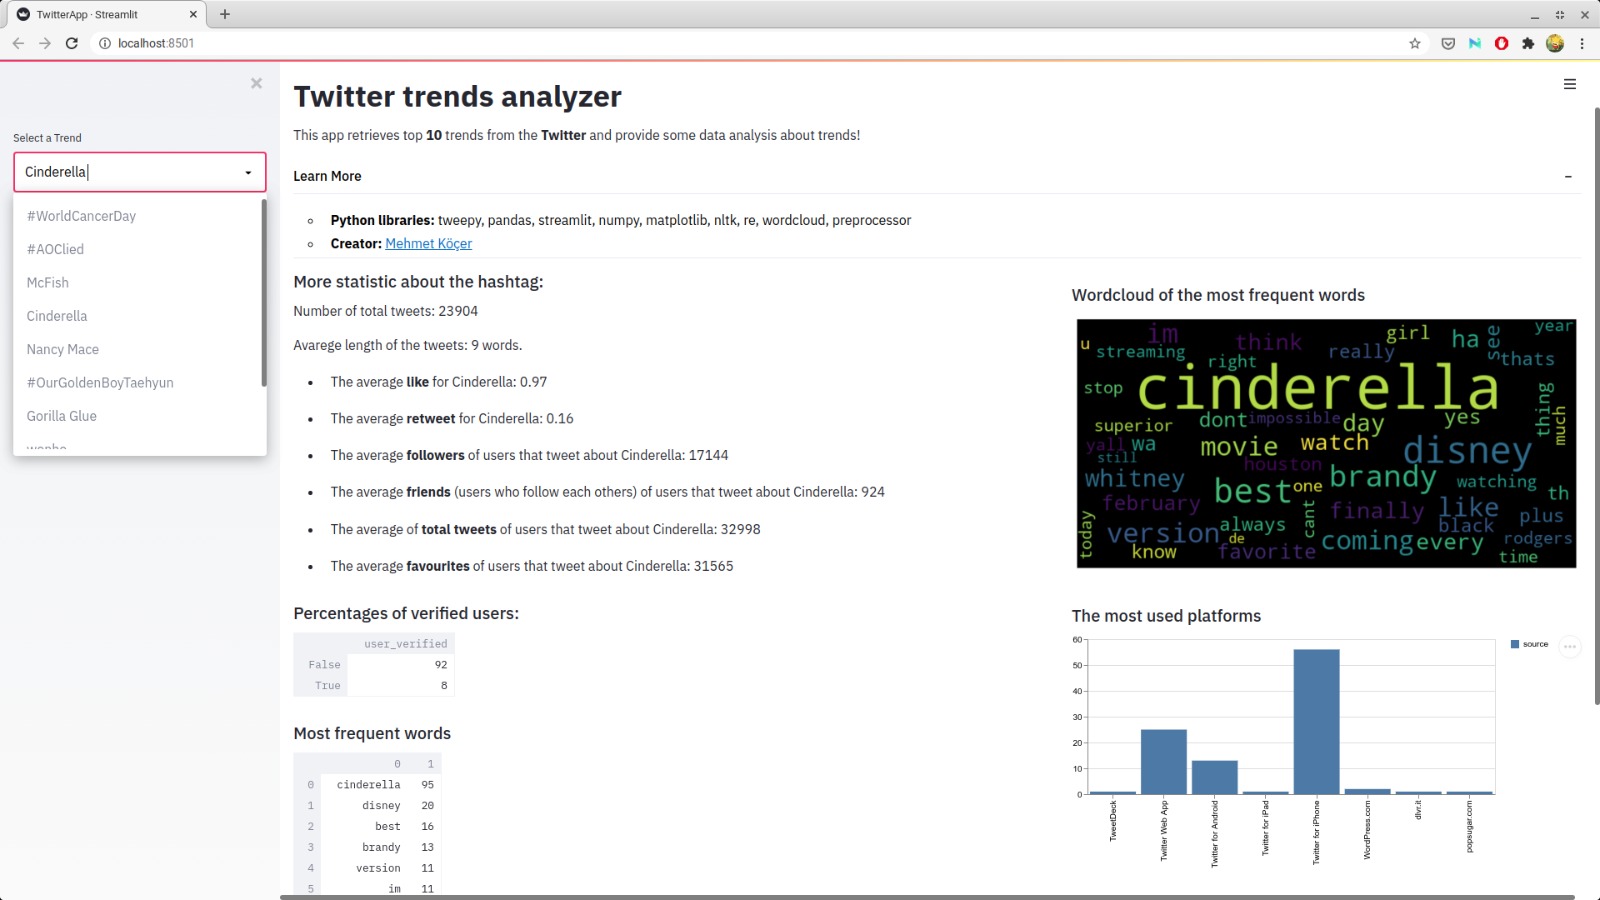 TwitterApp · Streamlit
localhost:8501
Select a Trend
Cinderella
#WorldCancerDay
#AOClied
McFish
Cinderella
Nancy Mace
#OurGoldenBoyTaehyun
Gorilla Glue
Twitter trends analyzer
This app retrieves top 10 trends from the Twitter and provide some data analysis about trends!
Learn More
Python libraries: tweepy, pandas, streamlit, numpy, matplotlib, nltk, re, wordcloud, preprocessor
Creator: Mehmet Köçer
More statistic about the hashtag:
Number of total tweets: 23904
Avarege length of the tweets: 9 words.
The average like for Cinderella: 0.97
The average retweet for Cinderella: 0.16
The average followers of users that tweet about Cinderella: 17144
The average friends (users who follow each others) of users that tweet about Cinderella: 924
The average of total tweets of users that tweet about Cinderella: 32998
The average favourites of users that tweet about Cinderella: 31565
Percentages of verified users:
user_verified
False 92
True 8
Most frequent words
0 1
0 cinderella 95
1 disney 20
2 best 16
3 brandy 13
4 version 11
5 im 11
Wordcloud of the most frequent words
im think girl ha see year
u streaming right really thats
stop cinderella thing
superior dont impossible day yes much
yall wa movie watch disney
still houston
whitney best one brandy watching
february cant finally like th
today version always black plus
de rodgers
know favorite coming every time
The most used platforms
60
50
40
30
20
10
0
source
TweetDeck
Twitter Web App
Twitter for Android
Twitter for iPad
Twitter for iPhone
WordPress.com
dlvr.it
popsugar.com